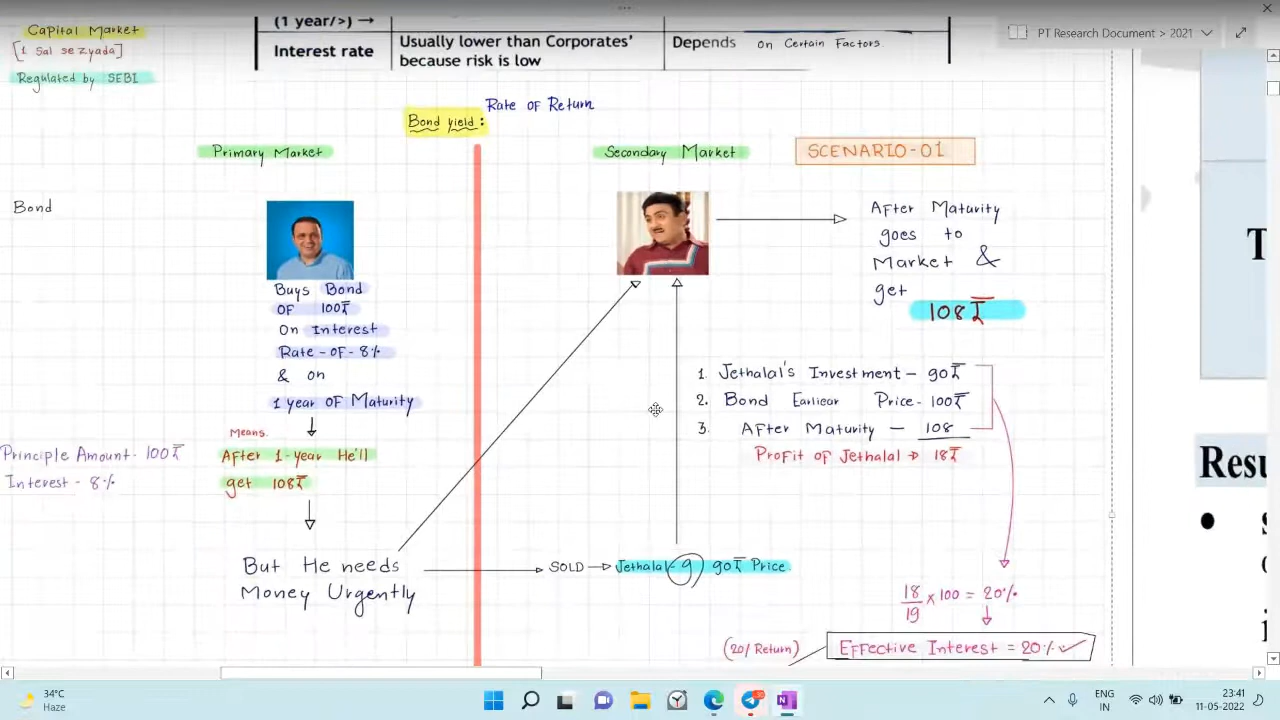 Capital Market
[1 Sal se zyada]
Regulated by SEBI
(1 year/>) →
Interest rate
Usually lower than Corporates'
because risk is low
Depends on Certain Factors.
PT Research Document > 2021
Rate of Return
Bond yield:
Primary Market
Secondary Market
SCENARIO-01
Bond
Buys Bond
OF 100₹
On Interest
Rate-OF-8%
& on
1 year OF Maturity
Means.
After 1-year He'll
get 108₹
Principle Amount- 100₹
Interest - 8%
But He needs
Money Urgently
SOLD → Jethalal 90₹ Price.
After Maturity
goes to
Market &
get
108₹
1. Jethalal's Investment - 90₹
2. Bond Earlicar Price- 100₹
3. After Maturity - 108
Profit of Jethalal → 18₹
18/19 x 100 = 20%
(20% Return)
Effective Interest = 20%
T
Resu
34°C
Haze
ENG
IN
23:41
11-05-2022